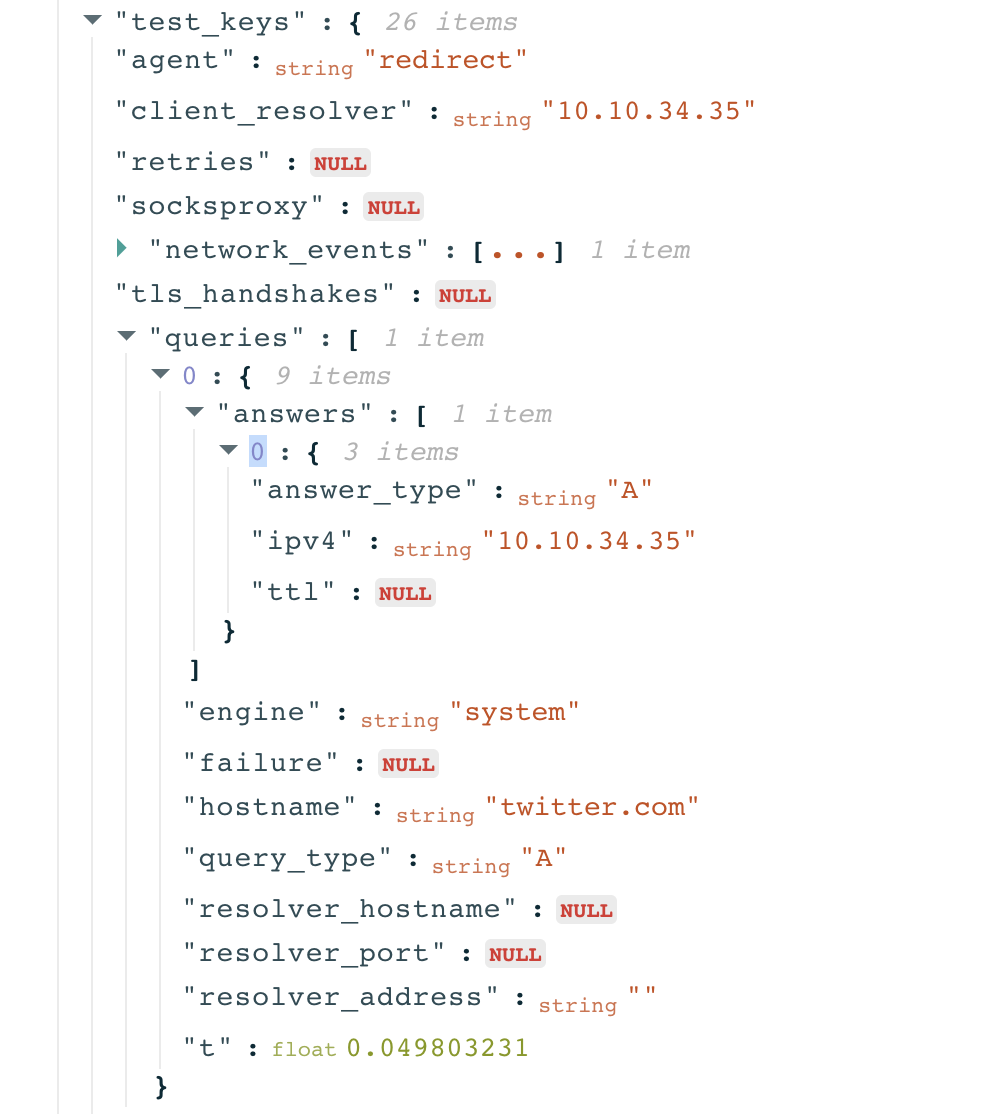 "test_keys" : { 26 items
"agent" : string "redirect"
"client_resolver" : string "10.10.34.35"
"retries" : NULL
"socksproxy" : NULL
"network_events" : [...] 1 item
"tls_handshakes" : NULL
"queries" : [ 1 item
0 : { 9 items
"answers" : [ 1 item
0 : { 3 items
"answer_type" : string "A"
"ipv4" : string "10.10.34.35"
"ttl" : NULL
}
]
"engine" : string "system"
"failure" : NULL
"hostname" : string "twitter.com"
"query_type" : string "A"
"resolver_hostname" : NULL
"resolver_port" : NULL
"resolver_address" : string ""
"t" : float 0.049803231
}